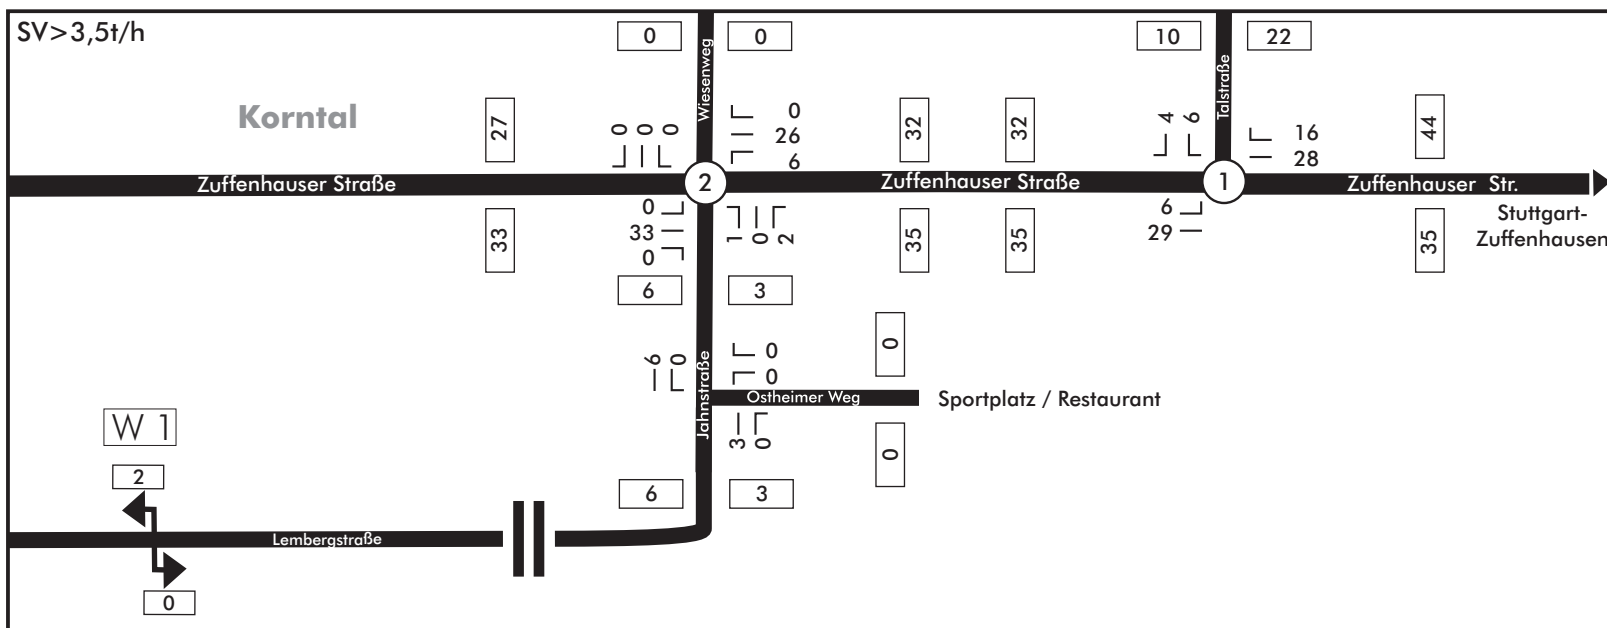 SV>3,5t/h
0
0
10
22
Wiesenweg
Talstraße
Korntal
27
0 0 0
0
26
6
32
32
4 6
16
28
44
Zuffenhauser Straße
2
Zuffenhauser Straße
1
Zuffenhauser Str.
Stuttgart-
Zuffenhausen
33
0
33
0
1 0 2
35
35
6
29
35
6
3
Jahnstraße
6 0
0
0
0
Ostheimer Weg
Sportplatz / Restaurant
3 0
0
W 1
2
6
3
Lembergstraße
0